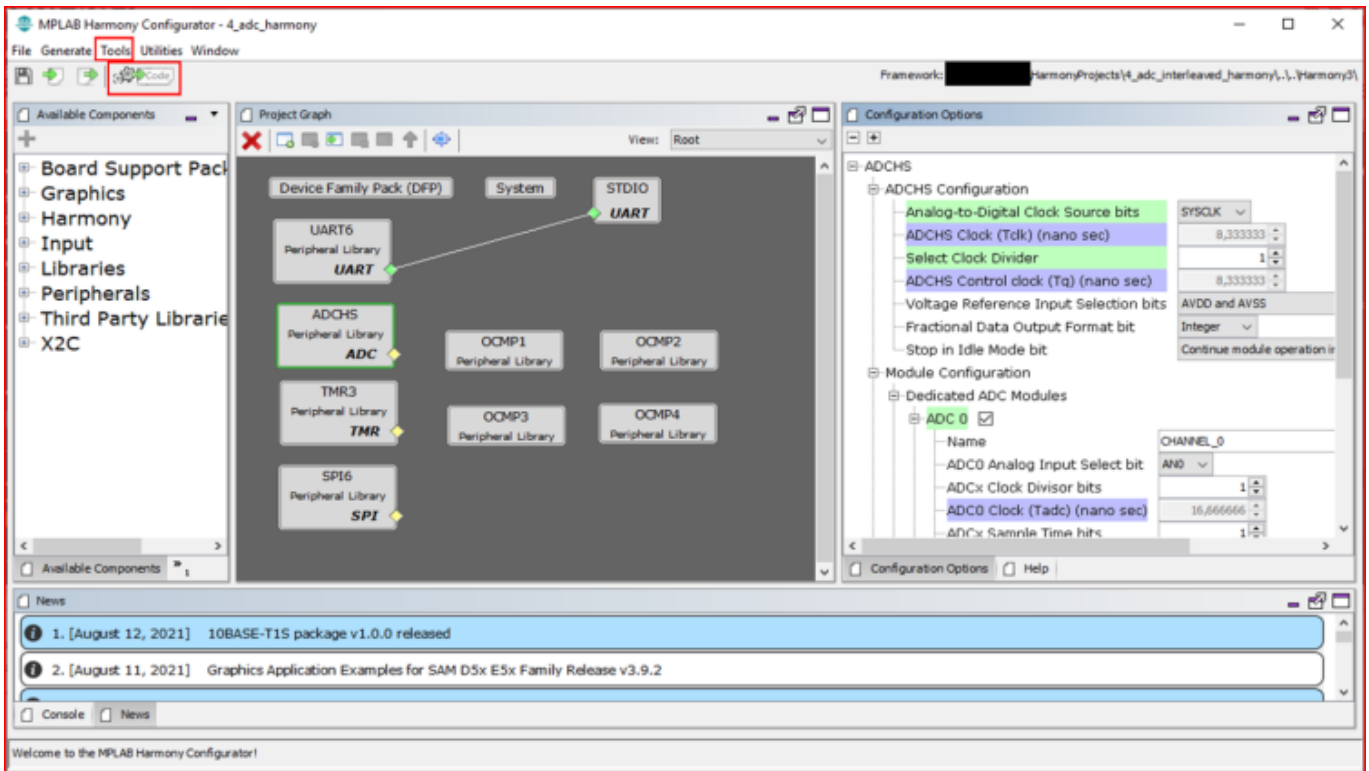 MPLAB Harmony Configurator - 4_adc_harmony
File Generate Tools Utilities Window
Code
Framework: HarmonyProjects\4_adc_interleaved_harmony\..\..\Harmony3\
Available Components
Board Support Pack
Graphics
Harmony
Input
Libraries
Peripherals
Third Party Librarie
X2C
Available Components
1
Project Graph
View: Root
Device Family Pack (DFP)
System
STDIO
UART
UART6
Peripheral Library
UART
ADCHS
Peripheral Library
ADC
OCMP1
Peripheral Library
OCMP2
Peripheral Library
TMR3
Peripheral Library
TMR
OCMP3
Peripheral Library
OCMP4
Peripheral Library
SPI6
Peripheral Library
SPI
Configuration Options
ADCHS
ADCHS Configuration
Analog-to-Digital Clock Source bits SYSCLK
ADCHS Clock (Tclk) (nano sec) 8,333333
Select Clock Divider 1
ADCHS Control clock (Tq) (nano sec) 8,333333
Voltage Reference Input Selection bits AVDD and AVSS
Fractional Data Output Format bit Integer
Stop in Idle Mode bit Continue module operation in
Module Configuration
Dedicated ADC Modules
ADC 0
Name CHANNEL_0
ADC0 Analog Input Select bit AN0
ADCx Clock Divisor bits 1
ADC0 Clock (Tadc) (nano sec) 16,666666
ADCx Sample Time bits 1
Configuration Options Help
News
1. [August 12, 2021] 10BASE-T1S package v1.0.0 released
2. [August 11, 2021] Graphics Application Examples for SAM D5x E5x Family Release v3.9.2
Console News
Welcome to the MPLAB Harmony Configurator!